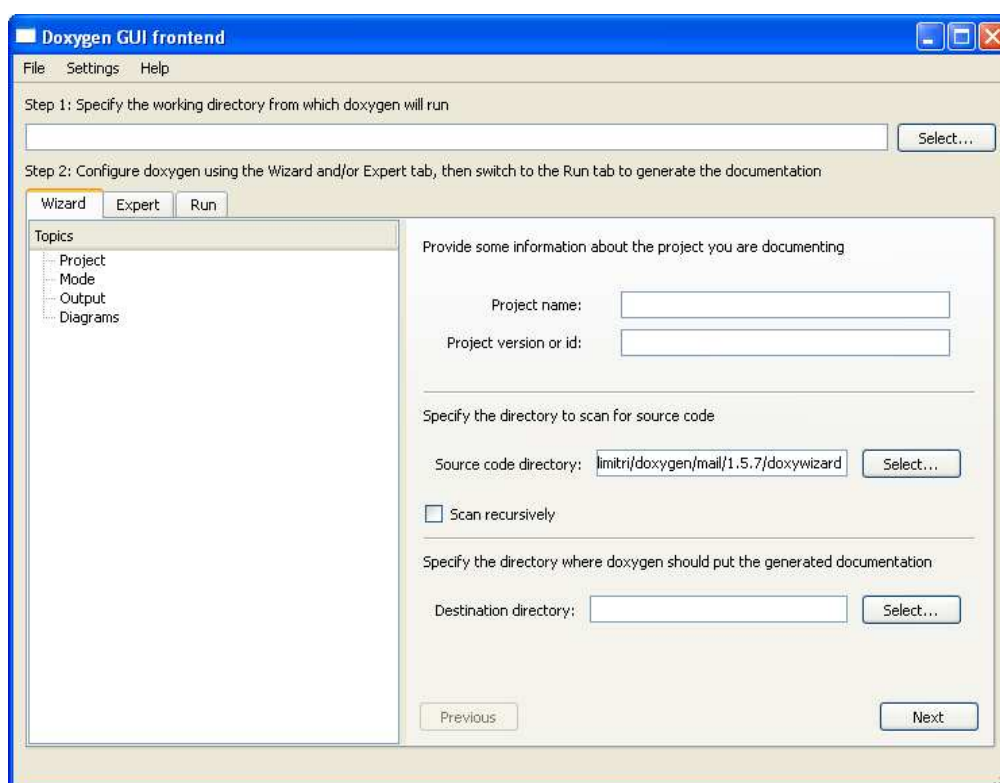 Doxygen GUI frontend
File Settings Help
Step 1: Specify the working directory from which doxygen will run
Select...
Step 2: Configure doxygen using the Wizard and/or Expert tab, then switch to the Run tab to generate the documentation
Wizard Expert Run
Topics
Project
Mode
Output
Diagrams
Provide some information about the project you are documenting
Project name:
Project version or id:
Specify the directory to scan for source code
Source code directory: limitri/doxygen/mail/1.5.7/doxywizard Select...
Scan recursively
Specify the directory where doxygen should put the generated documentation
Destination directory: Select...
Previous Next